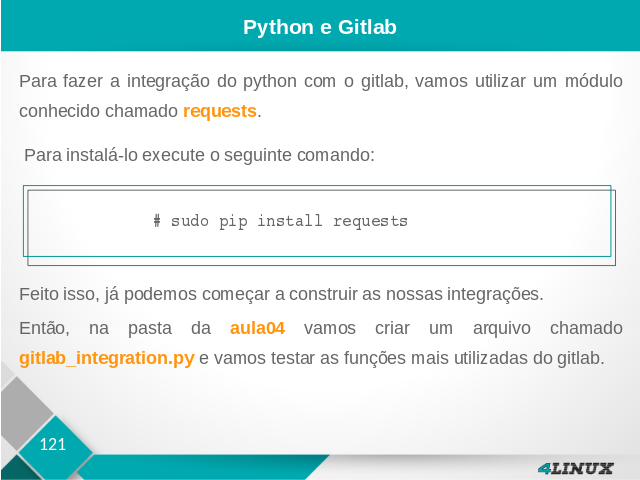 Python e Gitlab
Para fazer a integração do python com o gitlab, vamos utilizar um módulo
conhecido chamado requests.
Para instalá-lo execute o seguinte comando:
# sudo pip install requests
Feito isso, já podemos começar a construir as nossas integrações.
Então, na pasta da aula04 vamos criar um arquivo chamado
gitlab_integration.py e vamos testar as funções mais utilizadas do gitlab.
121
4LINUX